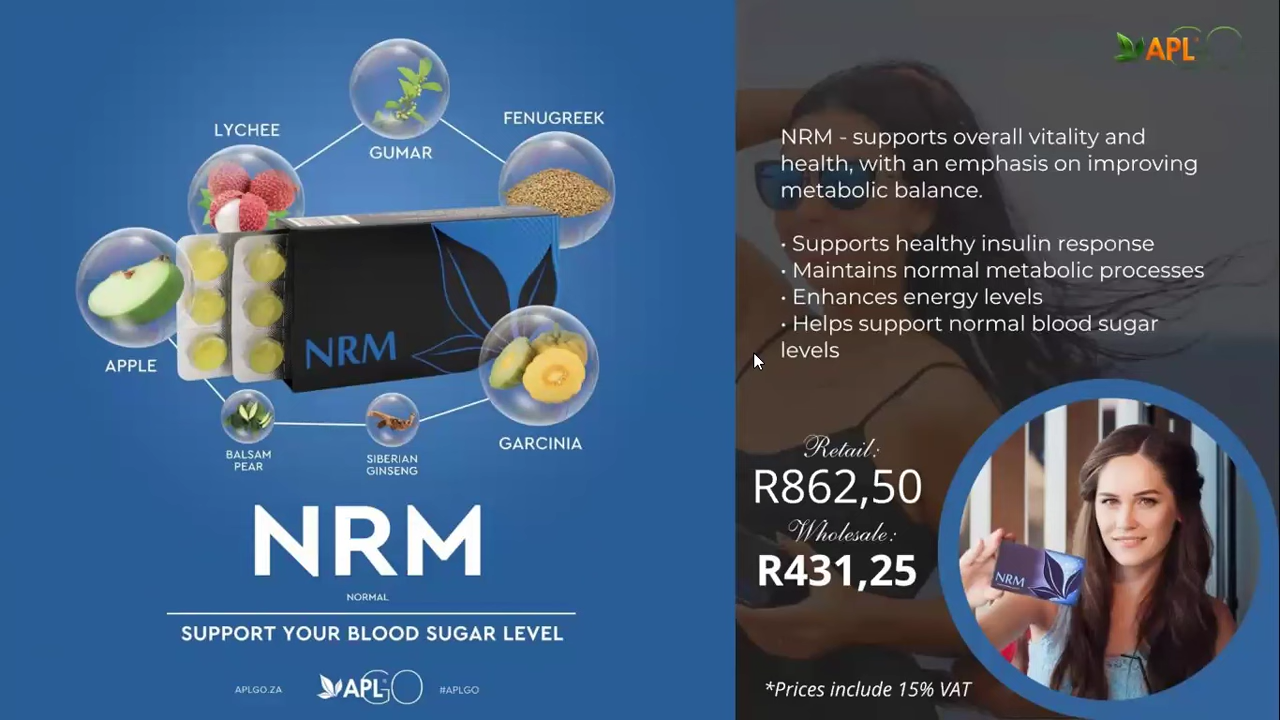 GUMAR
LYCHEE
FENUGREEK
APPLE
NRM
GARCINIA
BALSAM
PEAR
SIBERIAN
GINSENG
NRM
NORMAL
SUPPORT YOUR BLOOD SUGAR LEVEL
APLGO.ZA
APLGO
#APLGO
APLGO
NRM - supports overall vitality and
health, with an emphasis on improving
metabolic balance.
• Supports healthy insulin response
• Maintains normal metabolic processes
• Enhances energy levels
• Helps support normal blood sugar
levels
Retail:
R862,50
Wholesale:
R431,25
NRM
*Prices include 15% VAT